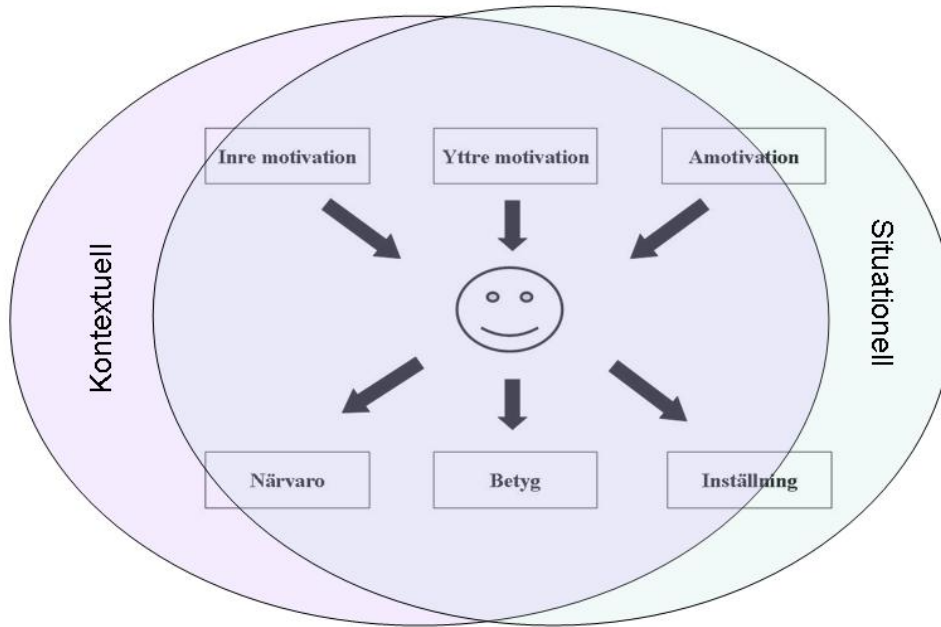 Inre motivation
Yttre motivation
Amotivation
Kontextuell
Situationell
Närvaro
Betyg
Inställning